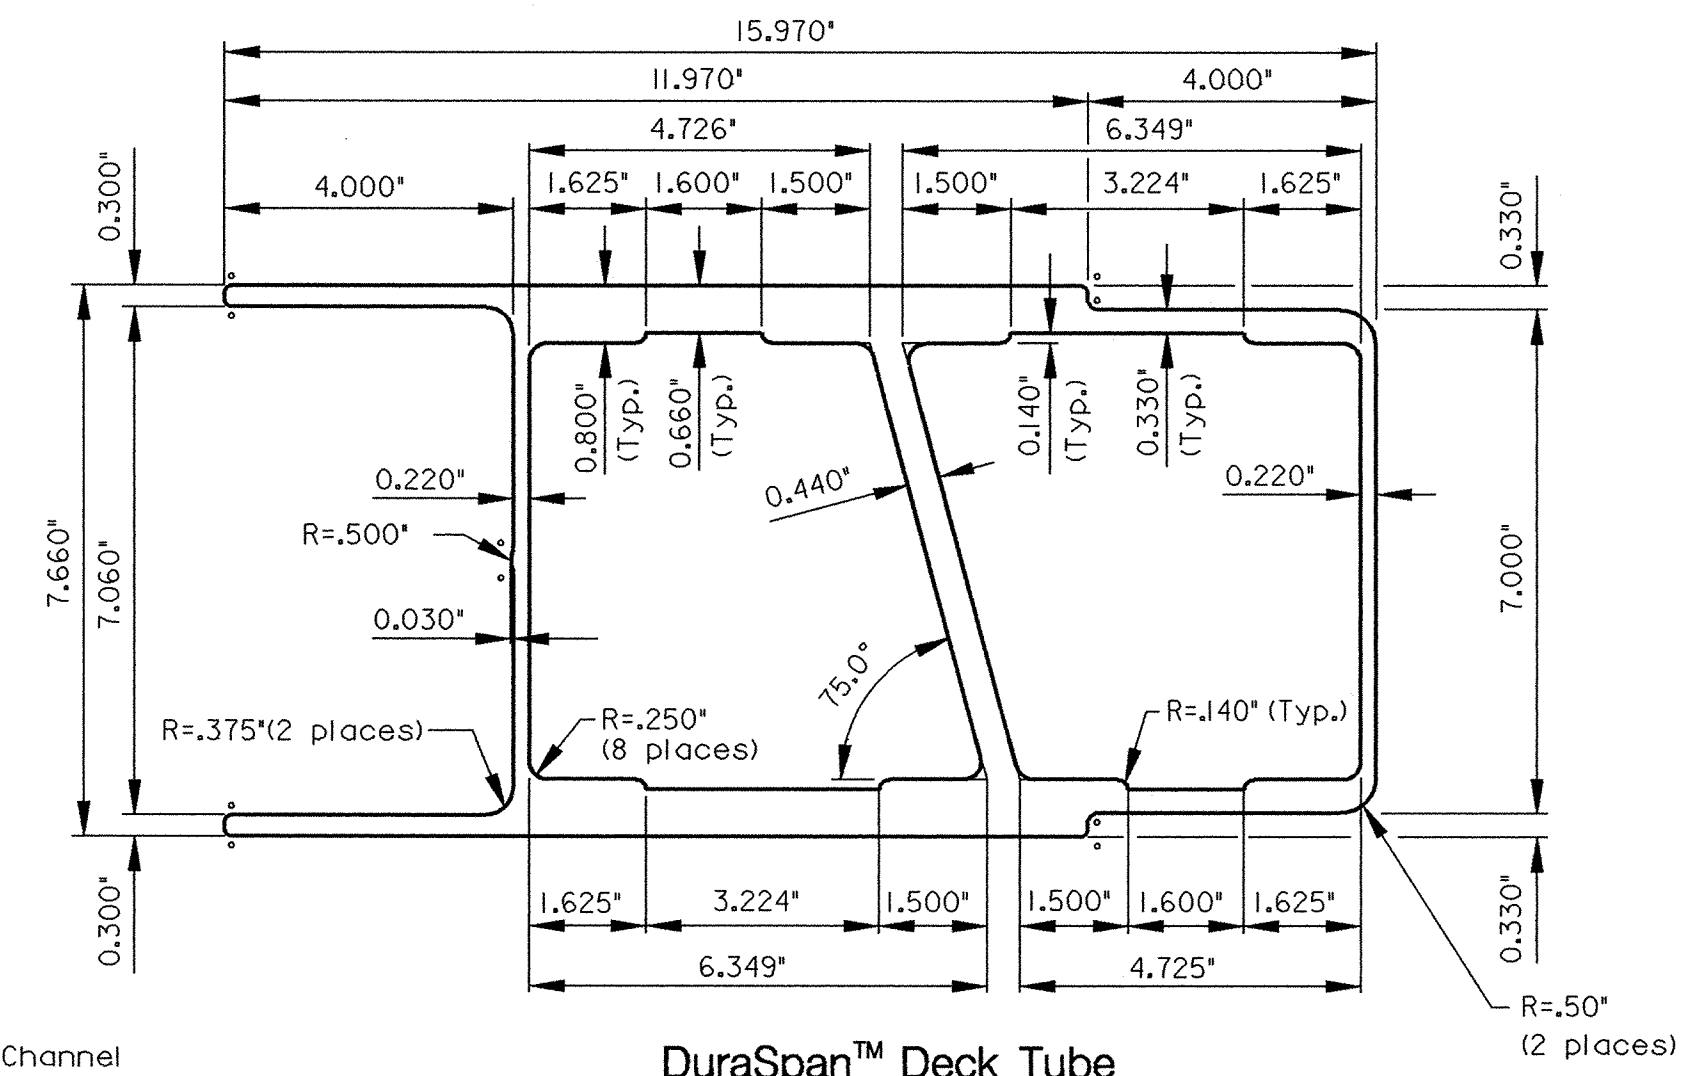 15.970"
11.970"
4.000"
4.726"
6.349"
4.000"
1.625"
1.600"
1.500"
1.500"
3.224"
1.625"
0.300"
0.330"
0.800"
(Typ.)
0.660"
(Typ.)
0.140"
(Typ.)
0.330"
(Typ.)
0.220"
0.440"
0.220"
R=.500"
7.660"
7.060"
7.000"
0.030"
75.0°
R=.375"(2 places)
R=.250"
(8 places)
R=.140" (Typ.)
0.300"
1.625"
3.224"
1.500"
1.500"
1.600"
1.625"
0.330"
6.349"
4.725"
R=.50"
(2 places)
Channel
DuraSpan™ Deck Tube